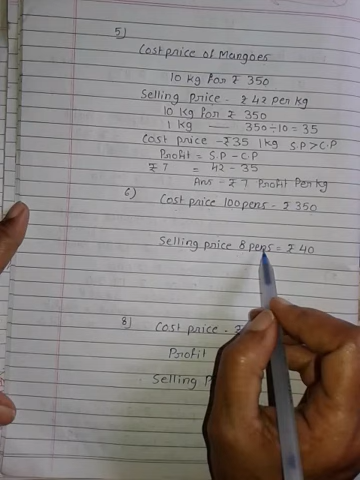 5)
Cost price of Mangoes
10 kg for ₹ 350
Selling price - ₹ 42 per kg
10 kg for ₹ 350
1 kg —— 350 ÷ 10 = 35
Cost price - ₹35 1kg S.P > C.P
Profit = S.P - C.P
₹ 7 = 42 - 35
Ans - ₹ 7 Profit Per kg
6)
Cost price 100 pens - ₹ 350
Selling price 8 pens = ₹ 40
8) Cost price - ₹
Profit
Selling